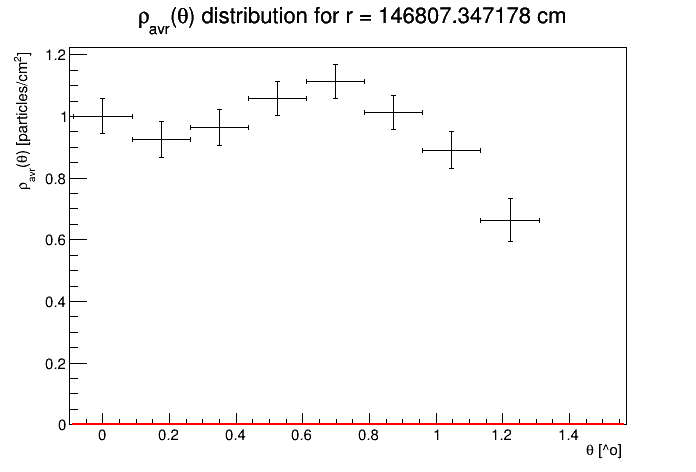 ρavr(θ) distribution for r = 146807.347178 cm
ρavr(θ) [particles/cm2]
1.2
1
0.8
0.6
0.4
0.2
0
0 0.2 0.4 0.6 0.8 1 1.2 1.4
θ [^o]